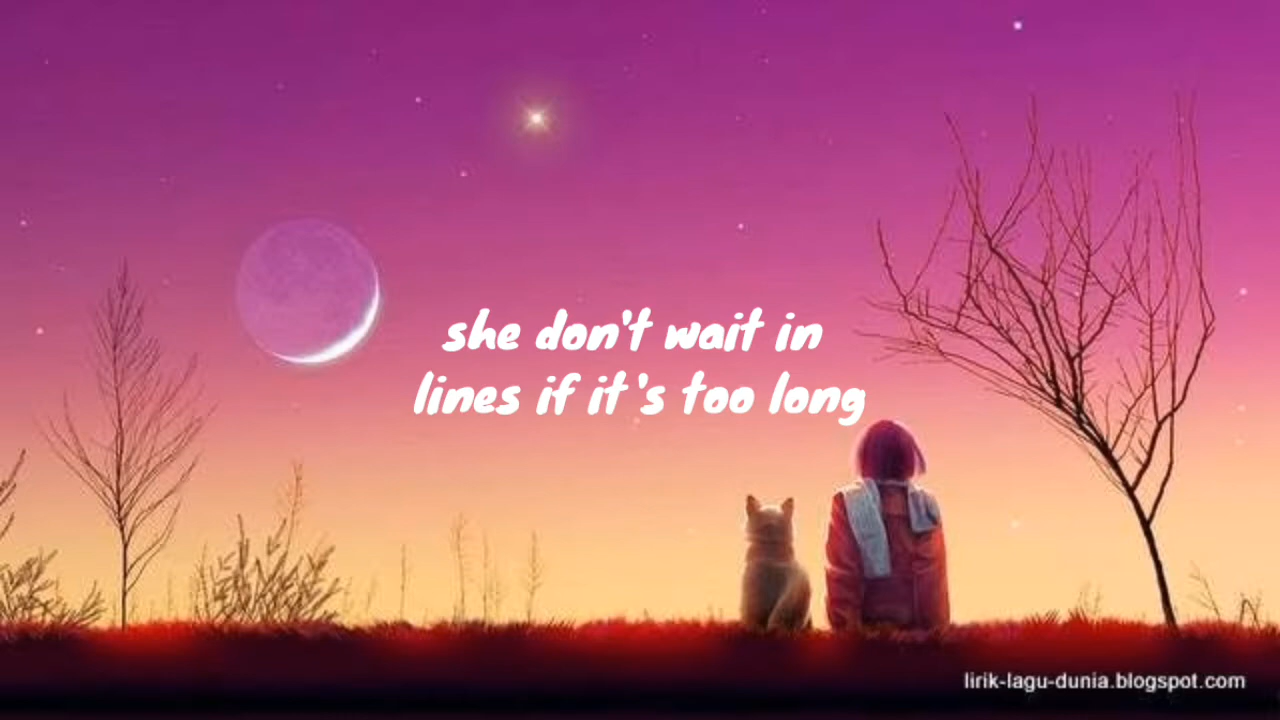 she don't wait in
lines if it's too long
lirik-lagu-dunia.blogspot.com